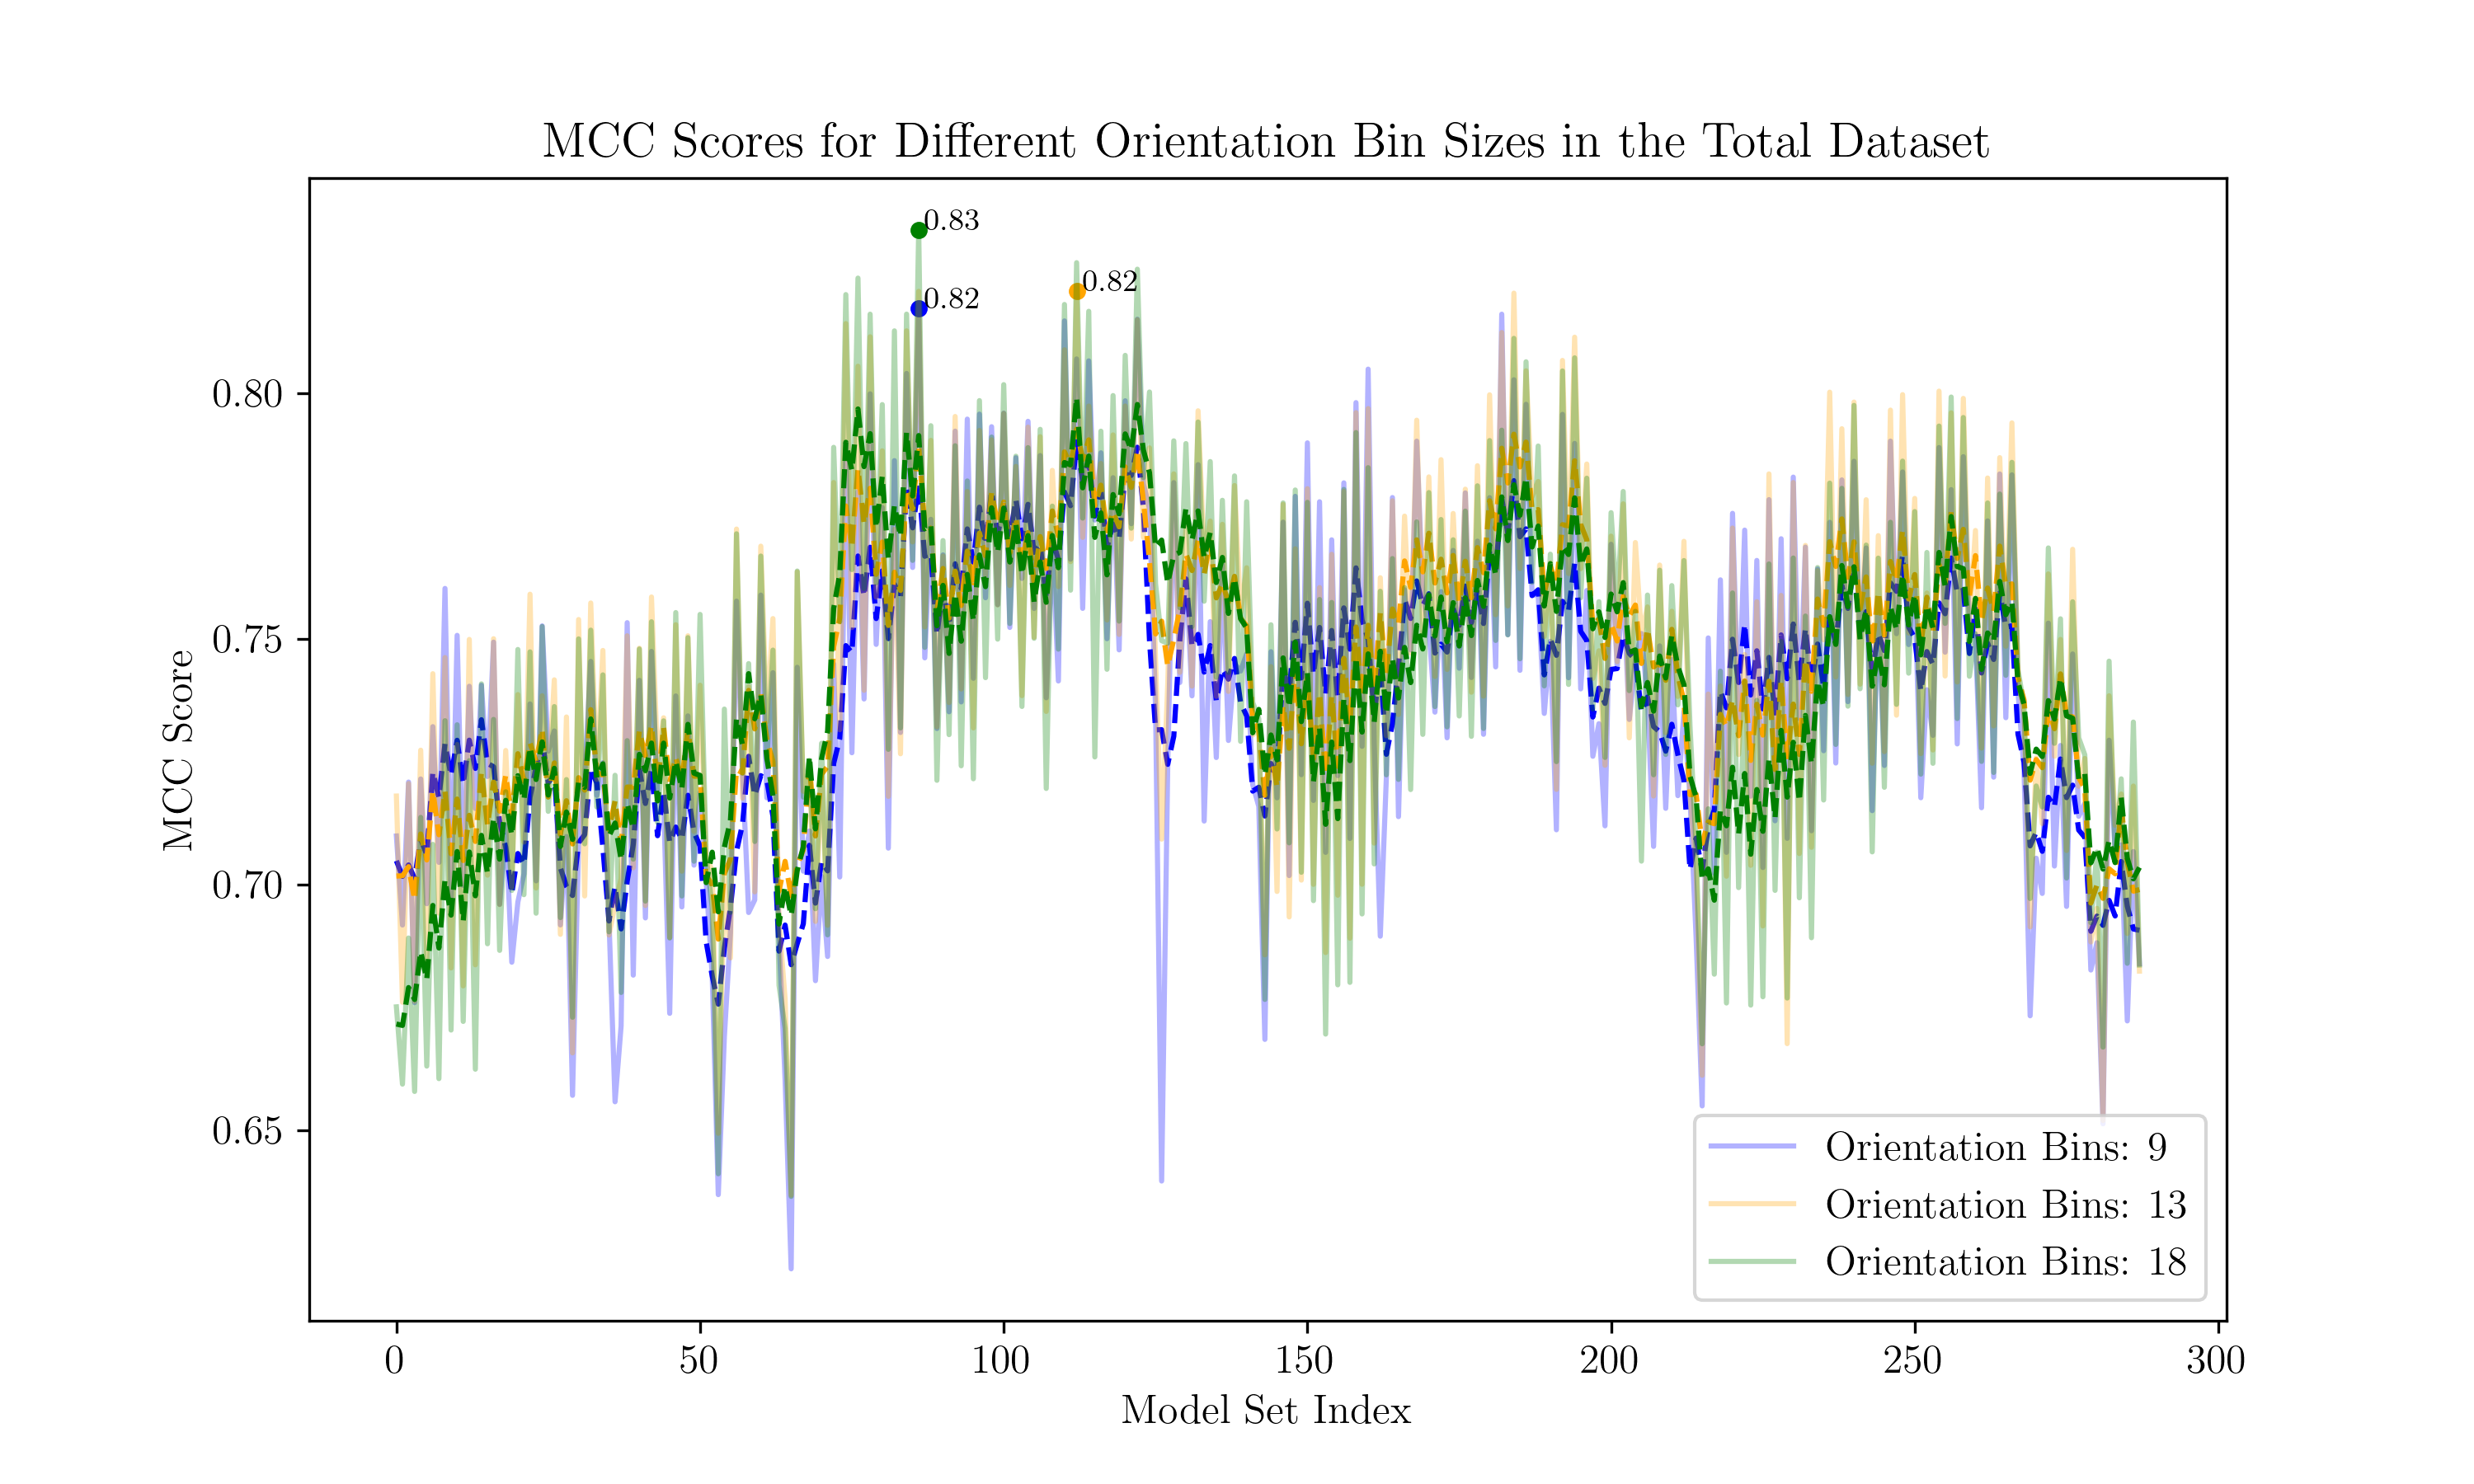 MCC Scores for Different Orientation Bin Sizes in the Total Dataset
0.83
0.82
0.82
0.80
0.75
0.70
0.65
MCC Score
Orientation Bins: 9
Orientation Bins: 13
Orientation Bins: 18
0 50 100 150 200 250 300
Model Set Index